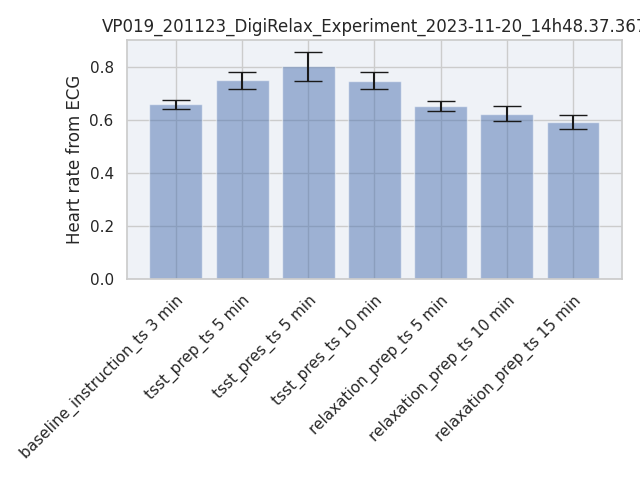 VP019_201123_DigiRelax_Experiment_2023-11-20_14h48.37.367
Heart rate from ECG
0.8
0.6
0.4
0.2
0.0
baseline_instruction_ts 3 min
tsst_prep_ts 5 min
tsst_pres_ts 5 min
tsst_pres_ts 10 min
relaxation_prep_ts 5 min
relaxation_prep_ts 10 min
relaxation_prep_ts 15 min